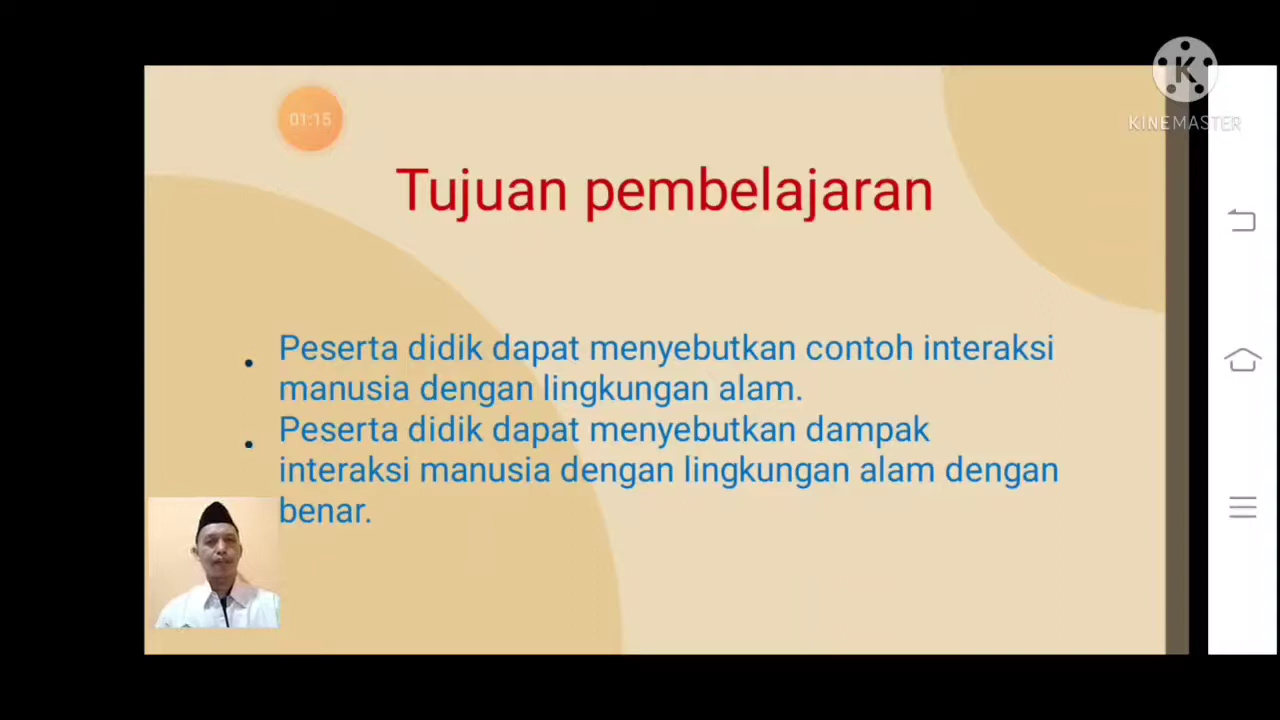 01:15
K
KINEMASTER
Tujuan pembelajaran
• Peserta didik dapat menyebutkan contoh interaksi
manusia dengan lingkungan alam.
• Peserta didik dapat menyebutkan dampak
interaksi manusia dengan lingkungan alam dengan
benar.